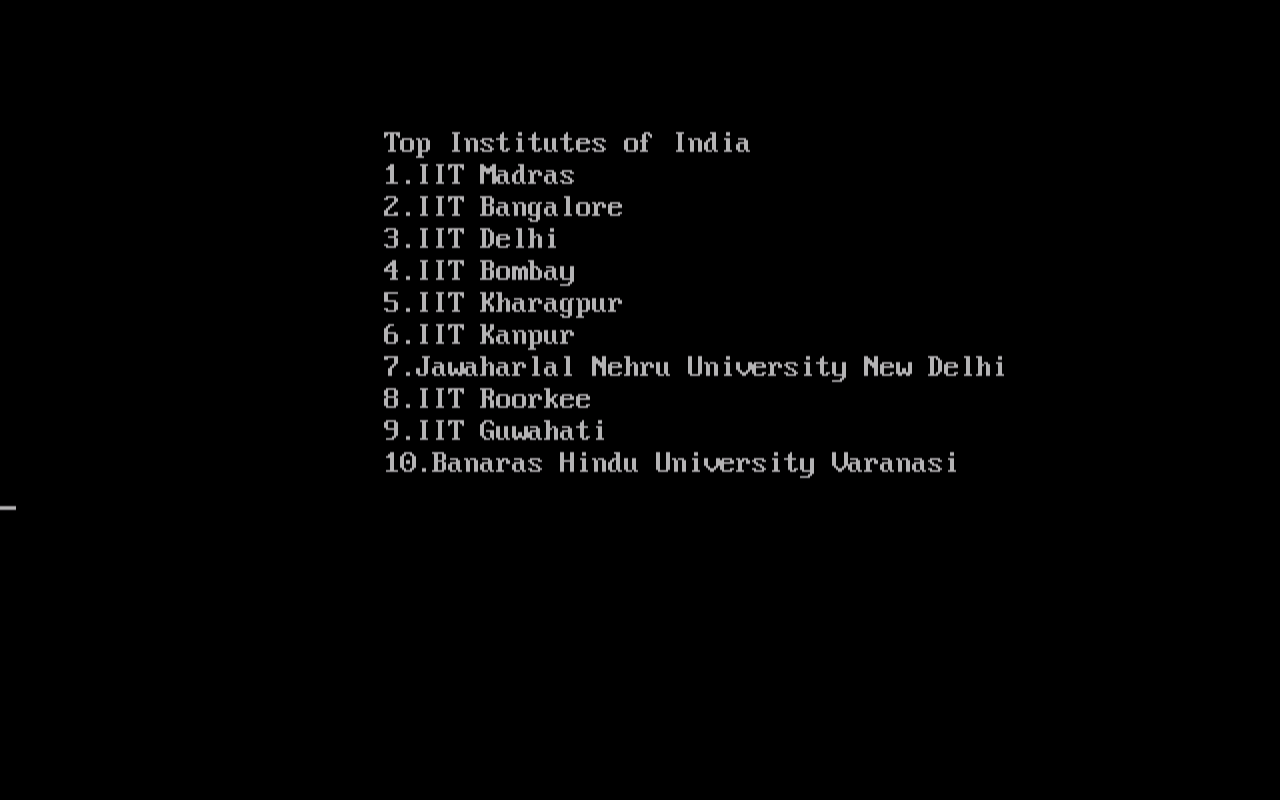 Top Institutes of India
1.IIT Madras
2.IIT Bangalore
3.IIT Delhi
4.IIT Bombay
5.IIT Kharagpur
6.IIT Kanpur
7.Jawaharlal Nehru University New Delhi
8.IIT Roorkee
9.IIT Guwahati
10.Banaras Hindu University Varanasi